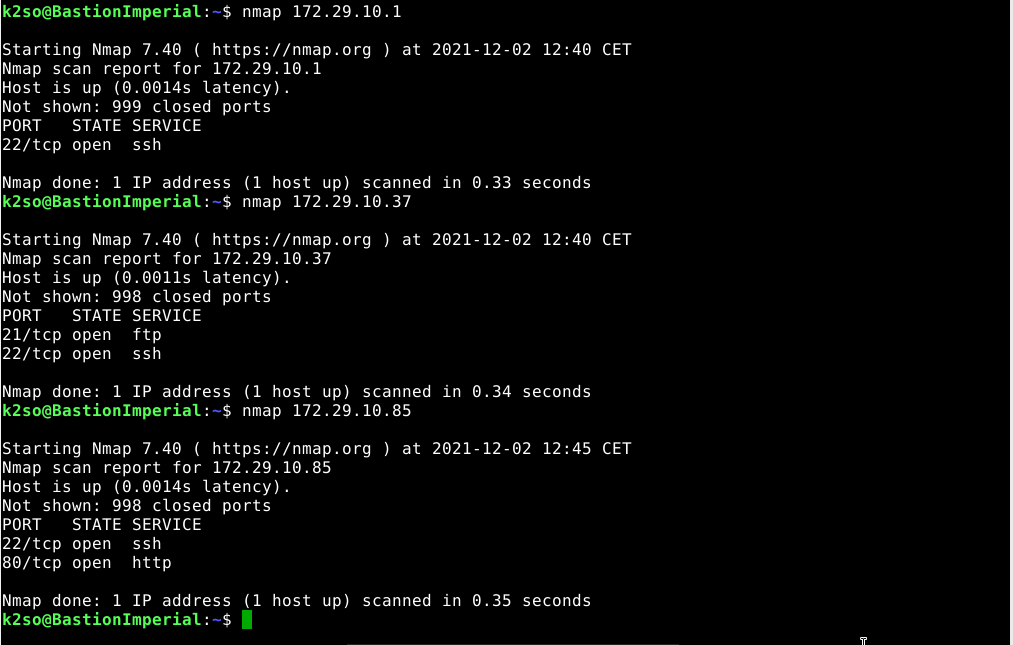 k2so@BastionImperial:~$ nmap 172.29.10.1
Starting Nmap 7.40 ( https://nmap.org ) at 2021-12-02 12:40 CET
Nmap scan report for 172.29.10.1
Host is up (0.0014s latency).
Not shown: 999 closed ports
PORT   STATE SERVICE
22/tcp open  ssh
Nmap done: 1 IP address (1 host up) scanned in 0.33 seconds
k2so@BastionImperial:~$ nmap 172.29.10.37
Starting Nmap 7.40 ( https://nmap.org ) at 2021-12-02 12:40 CET
Nmap scan report for 172.29.10.37
Host is up (0.0011s latency).
Not shown: 998 closed ports
PORT   STATE SERVICE
21/tcp open  ftp
22/tcp open  ssh
Nmap done: 1 IP address (1 host up) scanned in 0.34 seconds
k2so@BastionImperial:~$ nmap 172.29.10.85
Starting Nmap 7.40 ( https://nmap.org ) at 2021-12-02 12:45 CET
Nmap scan report for 172.29.10.85
Host is up (0.0014s latency).
Not shown: 998 closed ports
PORT   STATE SERVICE
22/tcp open  ssh
80/tcp open  http
Nmap done: 1 IP address (1 host up) scanned in 0.35 seconds
k2so@BastionImperial:~$